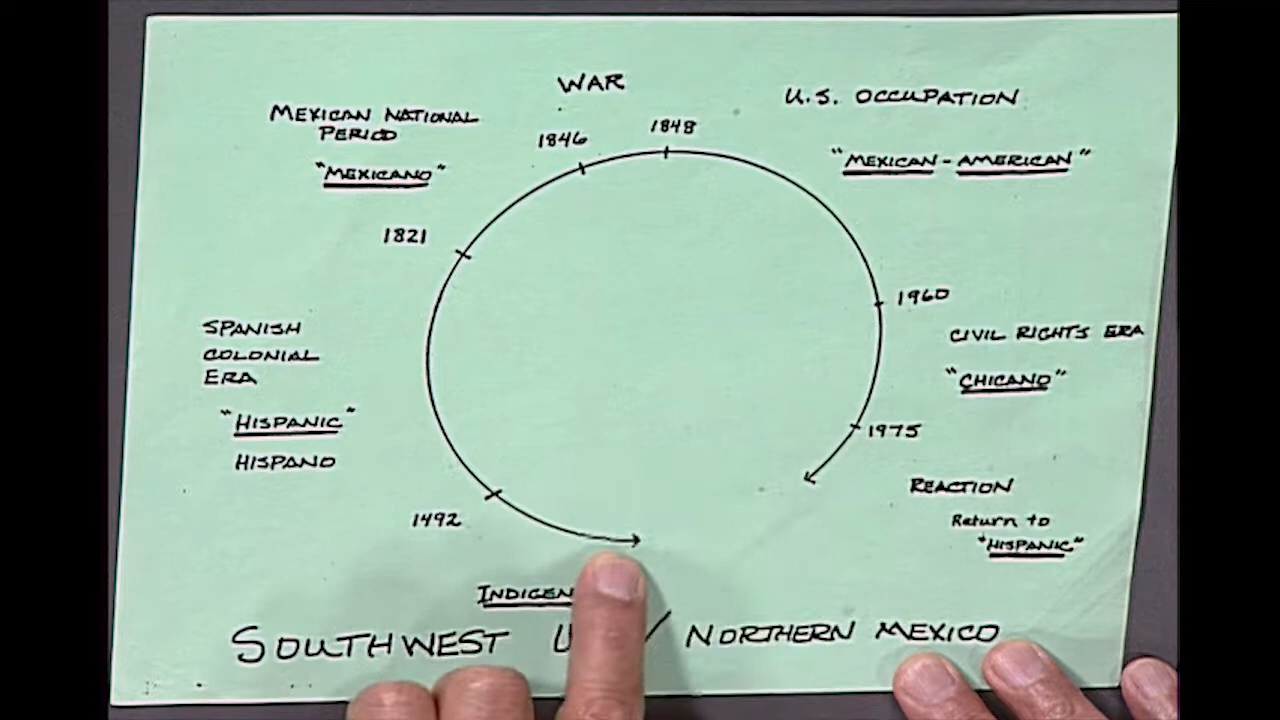 WAR
MEXICAN NATIONAL
PERIOD
"MEXICANO"
1846
1848
U.S. OCCUPATION
"MEXICAN-AMERICAN"
1821
1960
CIVIL RIGHTS ERA
"CHICANO"
1975
SPANISH
COLONIAL
ERA
"HISPANIC"
HISPANO
1492
REACTION
Return to
"HISPANIC"
SOUTHWEST / NORTHERN MEXICO